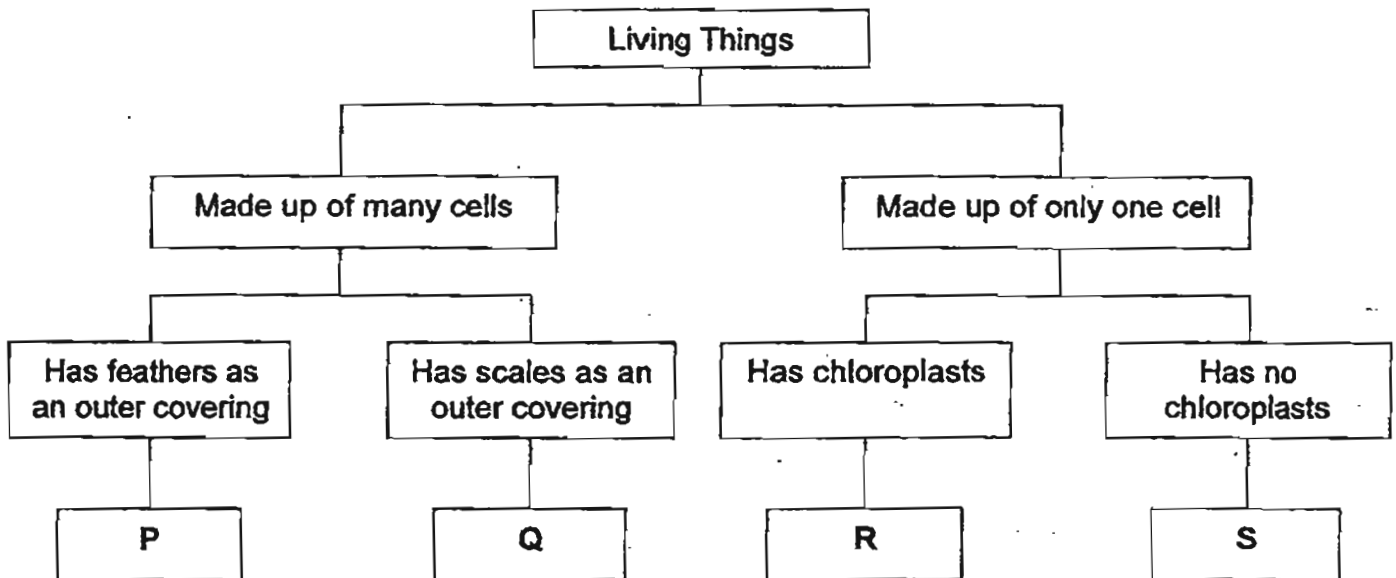 Living Things
Made up of many cells
Made up of only one cell
Has feathers as
an outer covering
Has scales as an
outer covering
Has chloroplasts
Has no
chloroplasts
P
Q
R
S